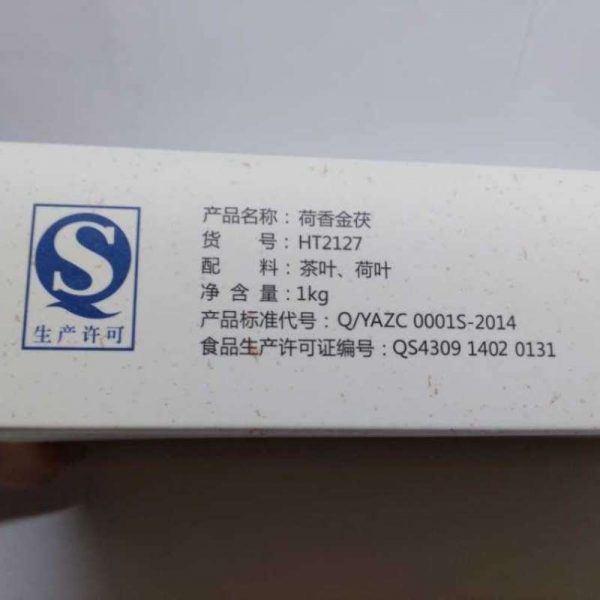 QS
生产许可
产品名称：荷香金茯
货　　号：HT2127
配　　料：茶叶、荷叶
净 含 量：1kg
产品标准代号：Q/YAZC 0001S-2014
食品生产许可证编号：QS4309 1402 0131